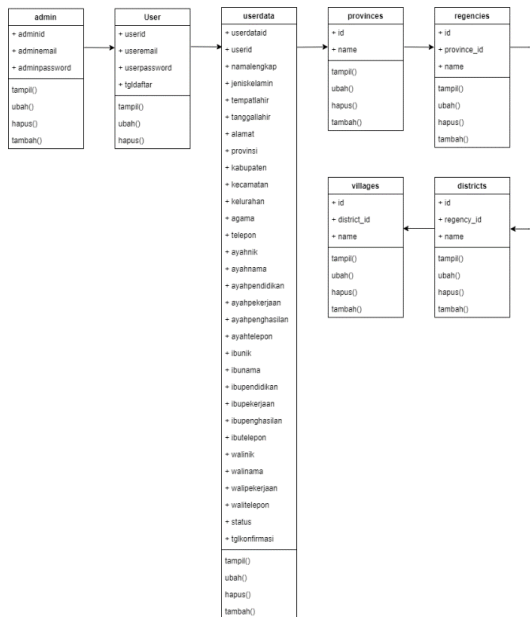 admin
+ adminid
+ adminemail
+ adminpassword
tampil()
ubah()
hapus()
tambah()
User
+ userid
+ useremail
+ userpassword
+ tgldaftar
tampil()
ubah()
hapus()
userdata
+ userdataid
+ userid
+ namalengkap
+ jeniskelamin
+ tempatlahir
+ tanggallahir
+ alamat
+ provinsi
+ kabupaten
+ kecamatan
+ kelurahan
+ agama
+ telepon
+ ayahnik
+ ayahnama
+ ayahpendidikan
+ ayahpekerjaan
+ ayahpenghasilan
+ ayahtelepon
+ ibunik
+ ibunama
+ ibupendidikan
+ ibupekerjaan
+ ibupenghasilan
+ ibutelepon
+ walinik
+ walinama
+ walipekerjaan
+ walitelepon
+ status
+ tglkonfirmasi
tampil()
ubah()
hapus()
tambah()
provinces
+ id
+ name
tampil()
ubah()
hapus()
tambah()
regencies
+ id
+ province_id
+ name
tampil()
ubah()
hapus()
tambah()
villages
+ id
+ district_id
+ name
tampil()
ubah()
hapus()
tambah()
districts
+ id
+ regency_id
+ name
tampil()
ubah()
hapus()
tambah()